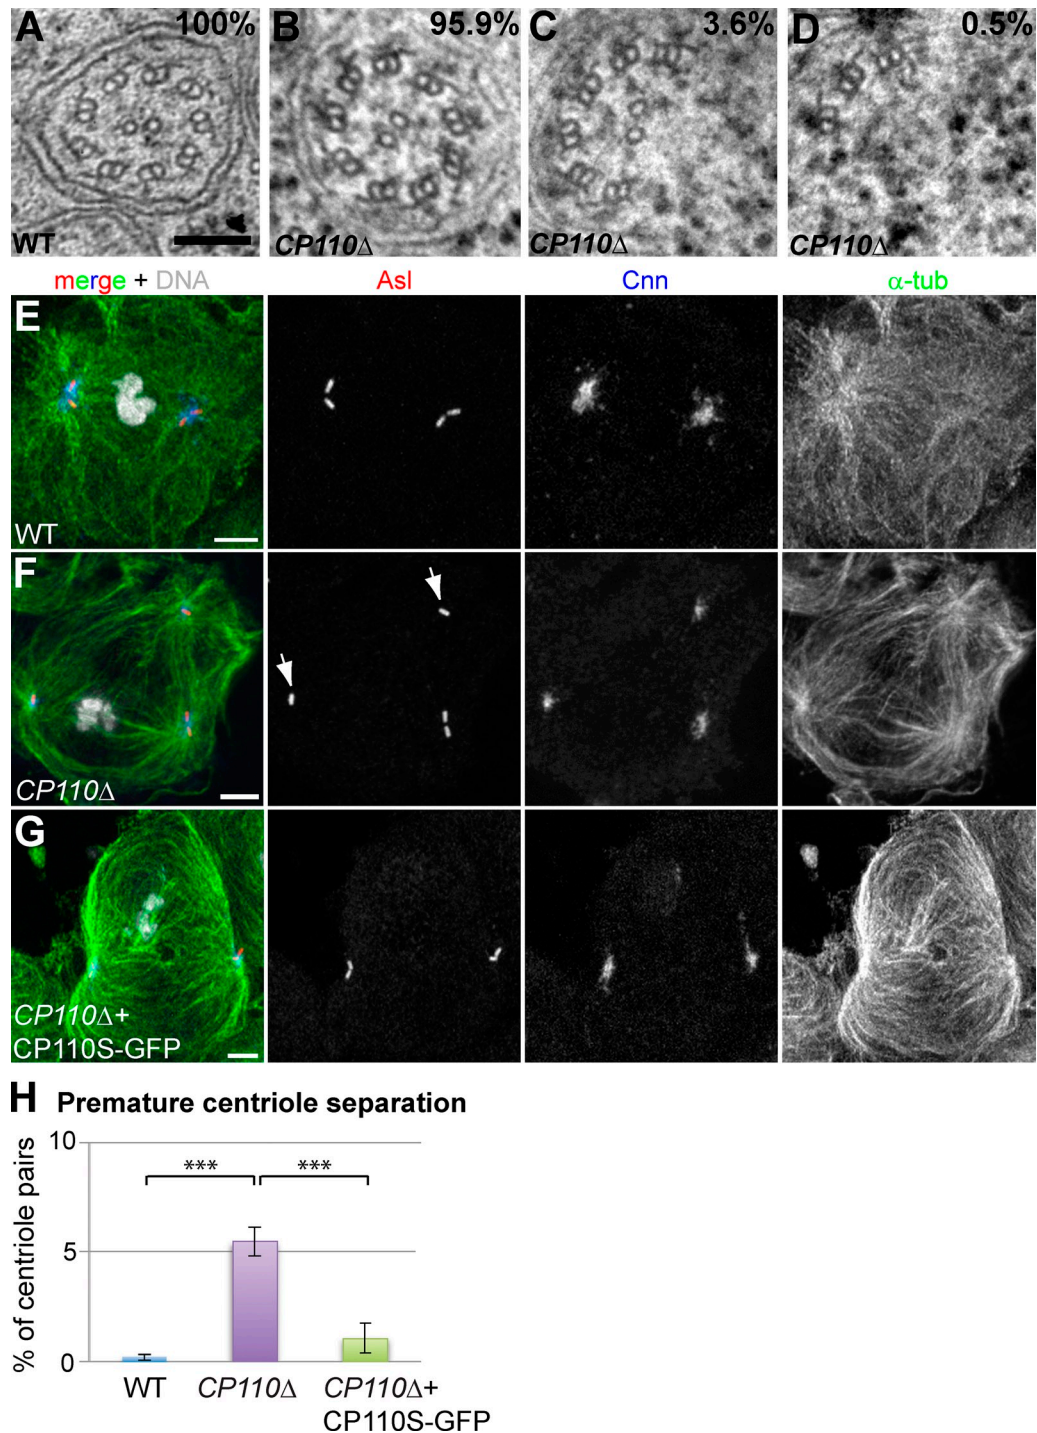 A 100%
WT
B 95.9%
CP110Δ
C 3.6%
CP110Δ
D 0.5%
CP110Δ
merge + DNA Asl Cnn α-tub
E
WT
F
CP110Δ
G
CP110Δ+
CP110S-GFP
H Premature centriole separation
% of centriole pairs
10
5
0
*** ***
WT CP110Δ CP110Δ+
CP110S-GFP